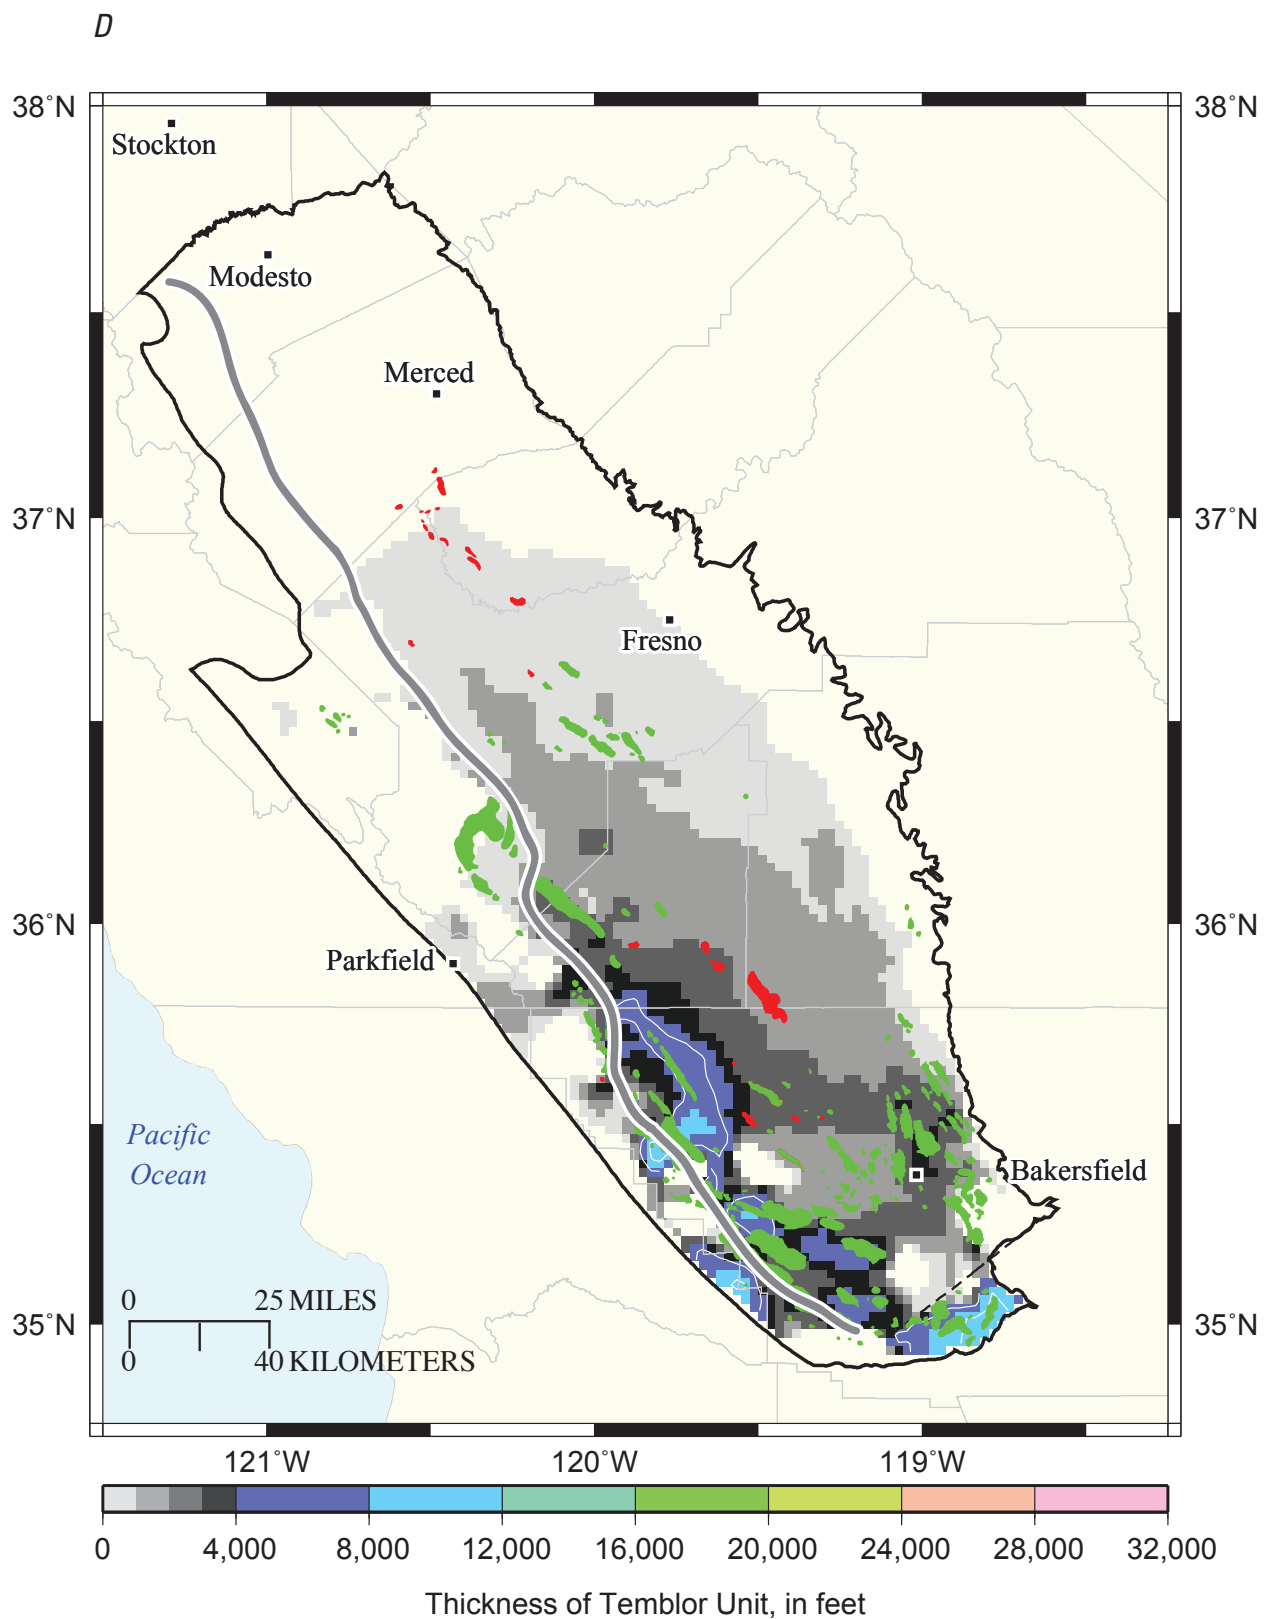 D
38°N
38°N
Stockton
Modesto
Merced
37°N
37°N
Fresno
36°N
36°N
Parkfield
Pacific
Ocean
Bakersfield
0 25 MILES
35°N
35°N
0 40 KILOMETERS
121°W 120°W 119°W
0 4,000 8,000 12,000 16,000 20,000 24,000 28,000 32,000
Thickness of Temblor Unit, in feet